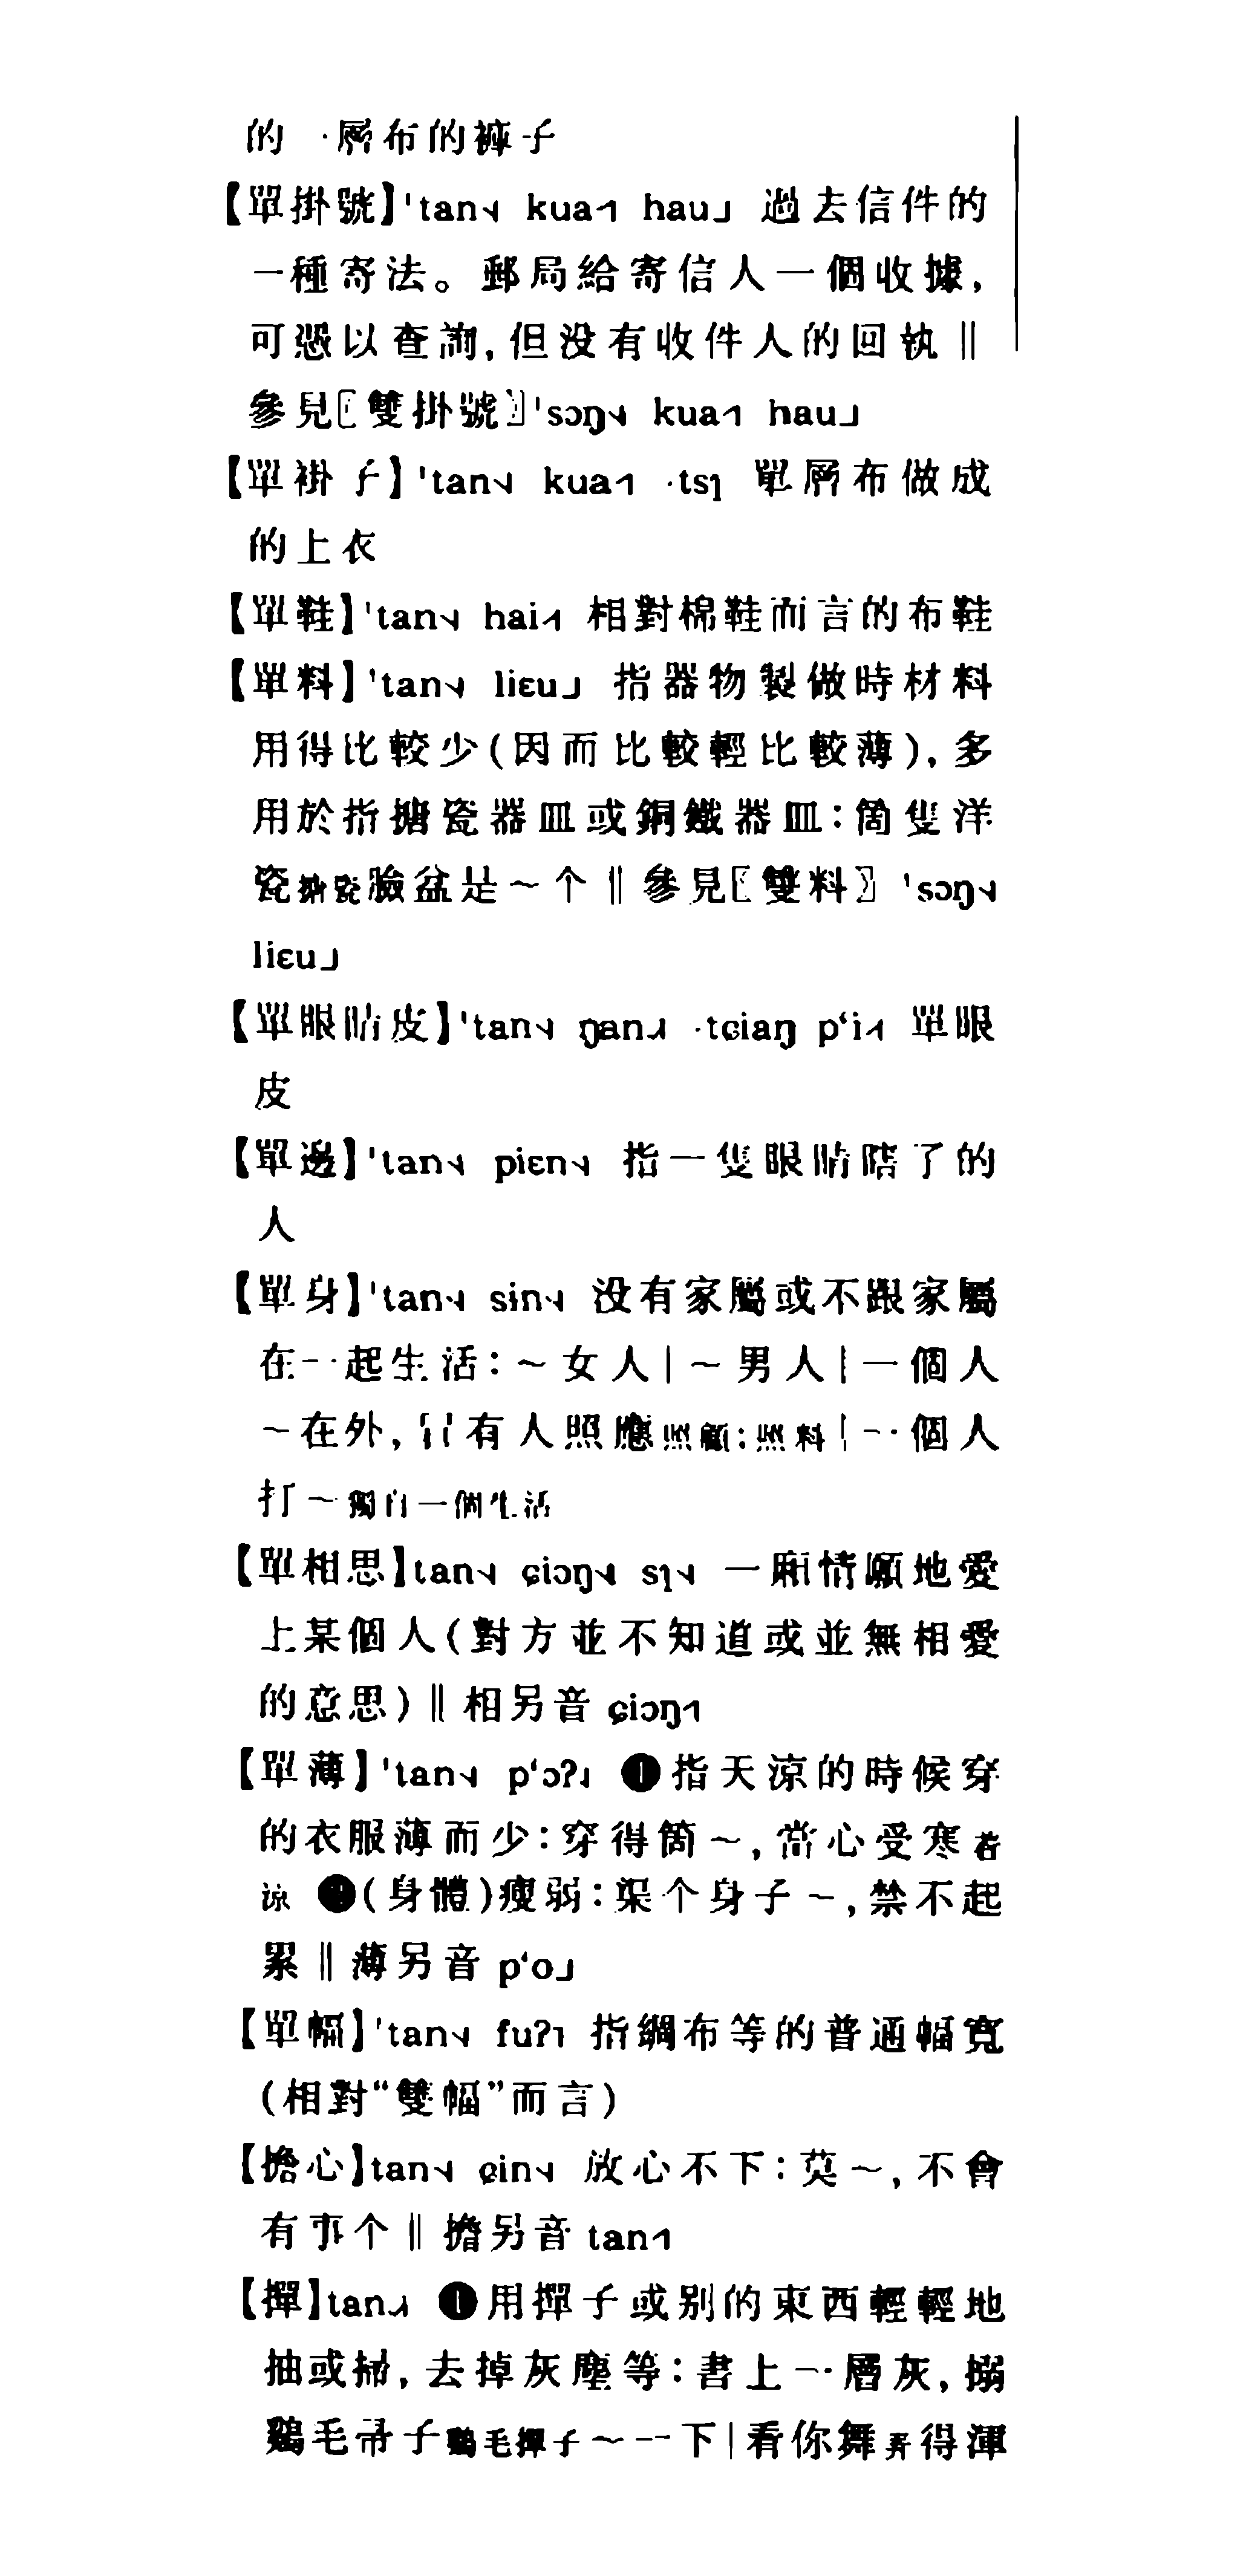 的一層布的褲子
【單掛號】'tan˧˩ kua˧˥ hau˩ 過去信件的
一種寄法。郵局給寄信人一個收據,
可憑以查詢,但没有收件人的回執‖
參見〖雙掛號〗'sɔŋ˧˩ kua˧˥ hau˩
【單褂子】'tan˧˩ kua˧˥ ·tsɿ 單層布做成
的上衣
【單鞋】'tan˧˩ hai˧˥ 相對棉鞋而言的布鞋
【單料】'tan˧˩ liɛu˩ 指器物製做時材料
用得比較少(因而比較輕比較薄),多
用於指搪瓷器皿或銅鐵器皿:箇隻洋
瓷搪瓷臉盆是~个‖參見〖雙料〗'sɔŋ˧˩
liɛu˩
【單眼睛皮】'tan˧˩ ŋan˨˩˧ ·tɕiaŋ pʻi˧˥ 單眼
皮
【單邊】'tan˧˩ piɛn˧˩ 指一隻眼睛瞎了的
人
【單身】'tan˧˩ sin˧˩ 没有家屬或不跟家屬
在一起生活:~女人|~男人|一個人
~在外,冇有人照應照顧;照料|一個人
打~獨自一個生活
【單相思】tan˧˩ ɕiɔŋ˧˩ sɿ˧˩ 一廂情願地愛
上某個人(對方並不知道或並無相愛
的意思)‖相另音 ɕiɔŋ˧˥
【單薄】'tan˧˩ pʻɔʔ˩ ❶指天涼的時候穿
的衣服薄而少:穿得箇~,當心受寒着
涼 ❷(身體)瘦弱:渠个身子~,禁不起
累‖薄另音 pʻo˩
【單幅】'tan˧˩ fuʔ˥ 指綢布等的普通幅寬
(相對“雙幅”而言)
【擔心】tan˧˩ ɕin˧˩ 放心不下:莫~,不會
有事个‖擔另音 tan˧˥
【撣】tan˨˩˧ ❶用撣子或别的東西輕輕地
抽或掃,去掉灰塵等:書上一層灰,搦
鷄毛帚子鷄毛撣子~一下|看你舞弄得渾